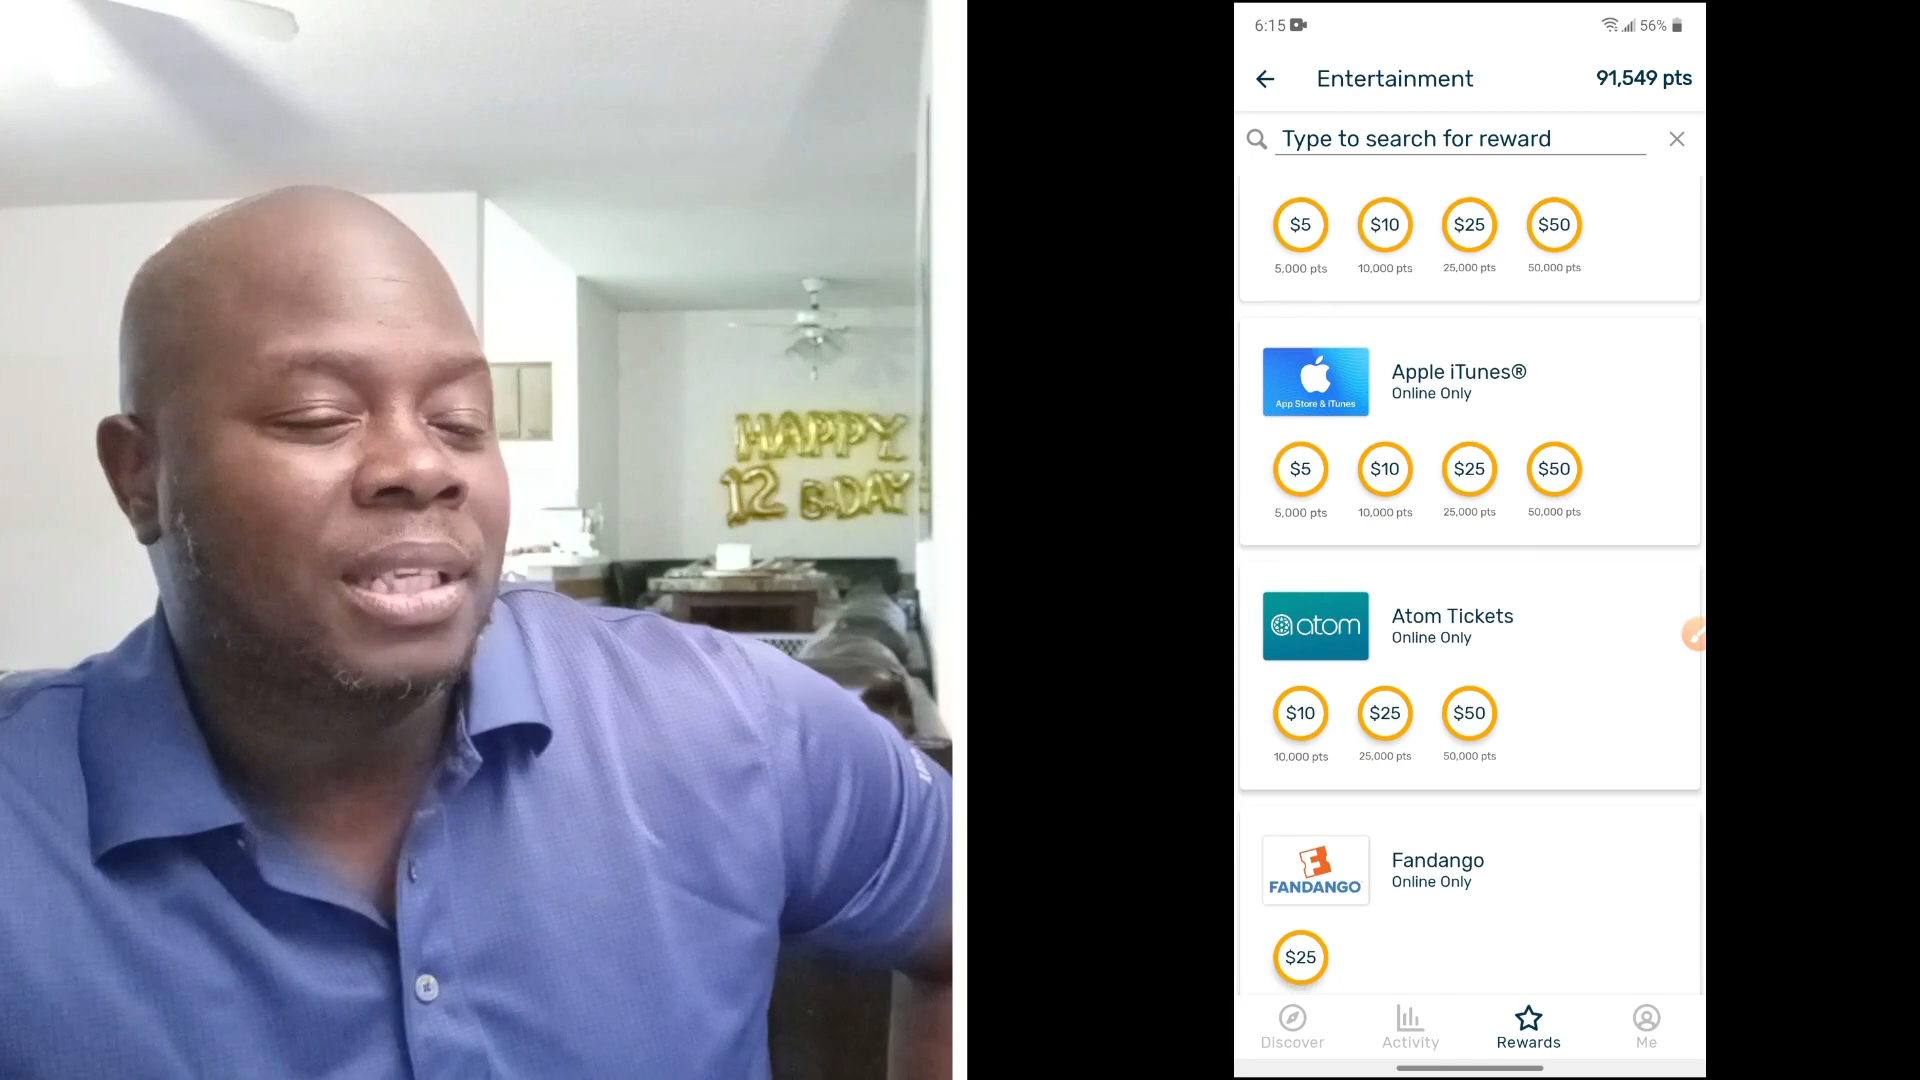 HAPPY
12 B-DAY
6:15
56%
Entertainment
91,549 pts
Type to search for reward
$5 $10 $25 $50
5,000 pts 10,000 pts 25,000 pts 50,000 pts
App Store & iTunes
Apple iTunes®
Online Only
$5 $10 $25 $50
5,000 pts 10,000 pts 25,000 pts 50,000 pts
atom
Atom Tickets
Online Only
$10 $25 $50
10,000 pts 25,000 pts 50,000 pts
FANDANGO
Fandango
Online Only
$25
Discover Activity Rewards Me